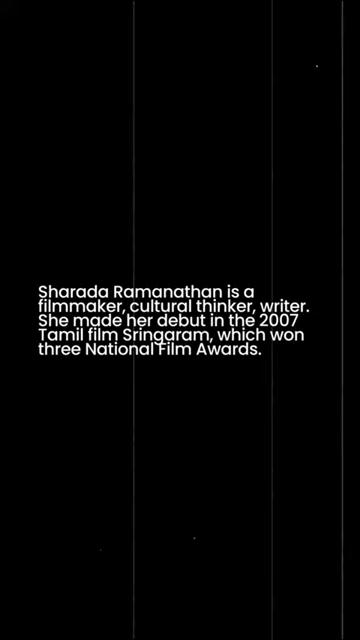 Sharada Ramanathan is a
filmmaker, cultural thinker, writer.
She made her debut in the 2007
Tamil film Sringaram, which won
three National Film Awards.